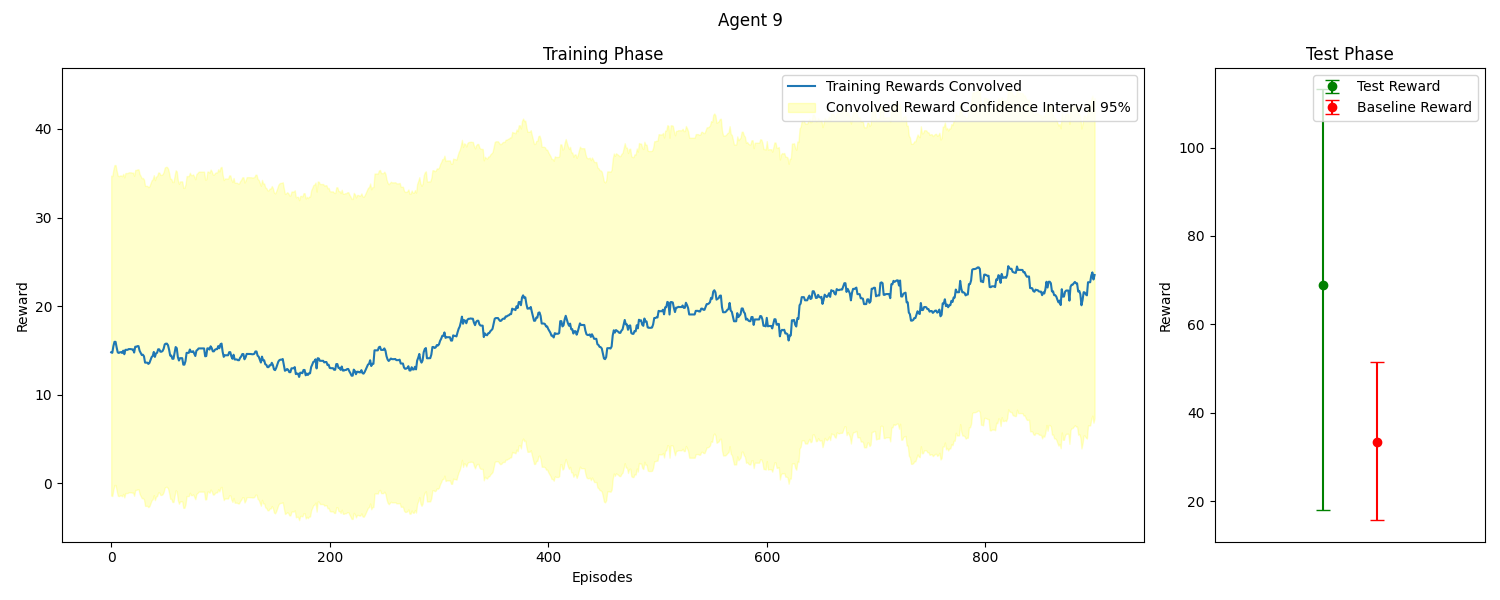 Agent 9
Training Phase
Training Rewards Convolved
Convolved Reward Confidence Interval 95%
Reward
40
30
20
10
0
0 200 400 600 800
Episodes
Test Phase
Test Reward
Baseline Reward
Reward
100
80
60
40
20